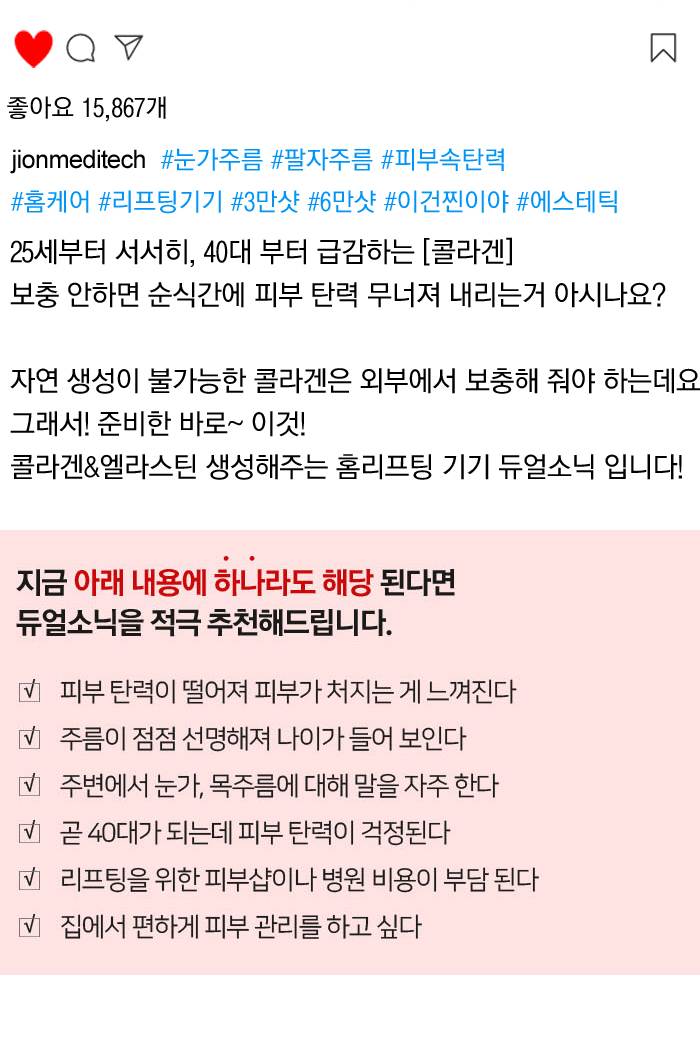 좋아요 15,867개
jionmeditech #눈가주름 #팔자주름 #피부속탄력
#홈케어 #리프팅기기 #3만샷 #6만샷 #이건찐이야 #에스테틱
25세부터 서서히, 40대 부터 급감하는 [콜라겐]
보충 안하면 순식간에 피부 탄력 무너져 내리는거 아시나요?
자연 생성이 불가능한 콜라겐은 외부에서 보충해 줘야 하는데요
그래서! 준비한 바로~ 이것!
콜라겐&엘라스틴 생성해주는 홈리프팅 기기 듀얼소닉 입니다!
지금 아래 내용에 하나라도 해당 된다면
듀얼소닉을 적극 추천해드립니다.
피부 탄력이 떨어져 피부가 처지는 게 느껴진다
주름이 점점 선명해져 나이가 들어 보인다
주변에서 눈가, 목주름에 대해 말을 자주 한다
곧 40대가 되는데 피부 탄력이 걱정된다
리프팅을 위한 피부샵이나 병원 비용이 부담 된다
집에서 편하게 피부 관리를 하고 싶다